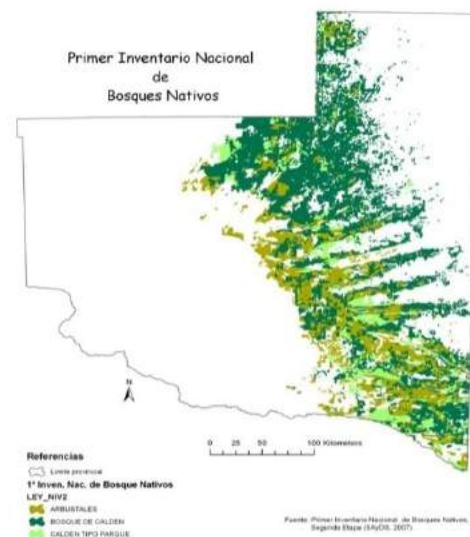 Primer Inventario Nacional
de
Bosques Nativos
N
0 25 50 100 Kilometers
Referencias
Limite provincial
1º Inven. Nac. de Bosque Nativos
LEY_NIV2
ARBUSTALES
BOSQUE DE CALDEN
CALDEN TIPO PARQUE
Fuente: Primer Inventario Nacional de Bosques Nativos,
Segunda Etapa (SAyDS, 2007)